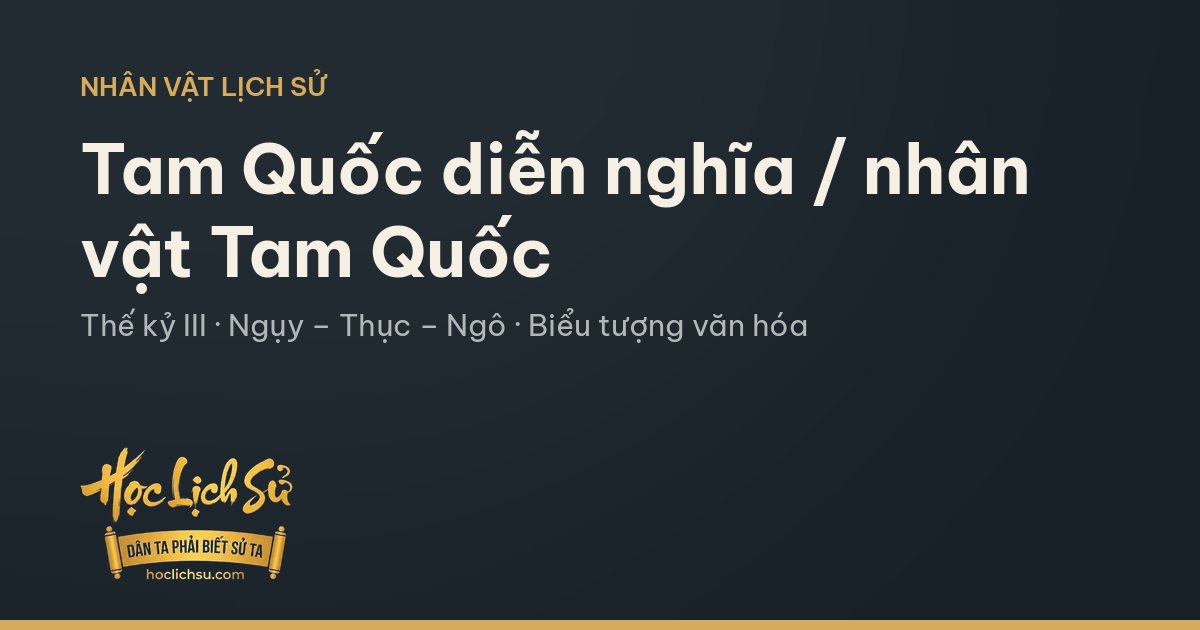 NHÂN VẬT LỊCH SỬ
Tam Quốc diễn nghĩa / nhân
vật Tam Quốc
Thế kỷ III · Ngụy – Thục – Ngô · Biểu tượng văn hóa
Học Lịch Sử
DÂN TA PHẢI BIẾT SỬ TA
hoclichsu.com